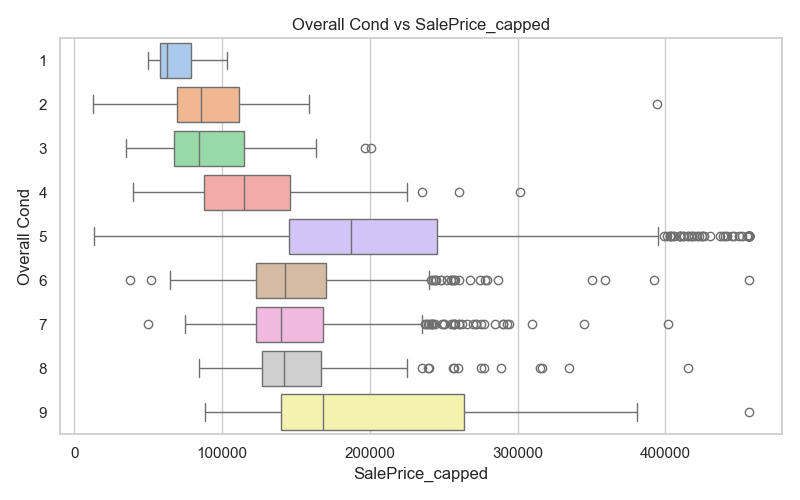 Overall Cond vs SalePrice_capped
Overall Cond
1
2
3
4
5
6
7
8
9
0 100000 200000 300000 400000
SalePrice_capped